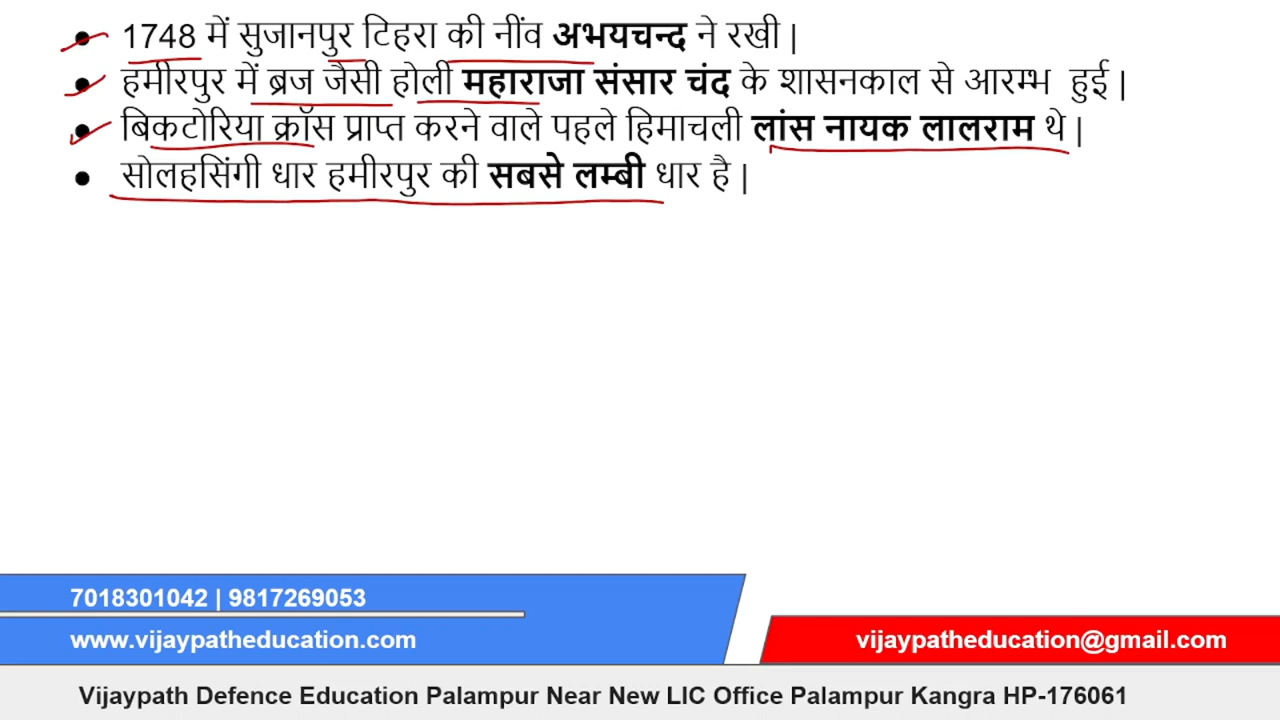 • 1748 में सुजानपुर टिहरा की नींव अभयचन्द ने रखी |
• हमीरपुर में ब्रज जैसी होली महाराजा संसार चंद के शासनकाल से आरम्भ हुई |
• बिकटोरिया क्रॉस प्राप्त करने वाले पहले हिमाचली लांस नायक लालराम थे |
• सोलहसिंगी धार हमीरपुर की सबसे लम्बी धार है |
7018301042 | 9817269053
www.vijaypatheducation.com
vijaypatheducation@gmail.com
Vijaypath Defence Education Palampur Near New LIC Office Palampur Kangra HP-176061